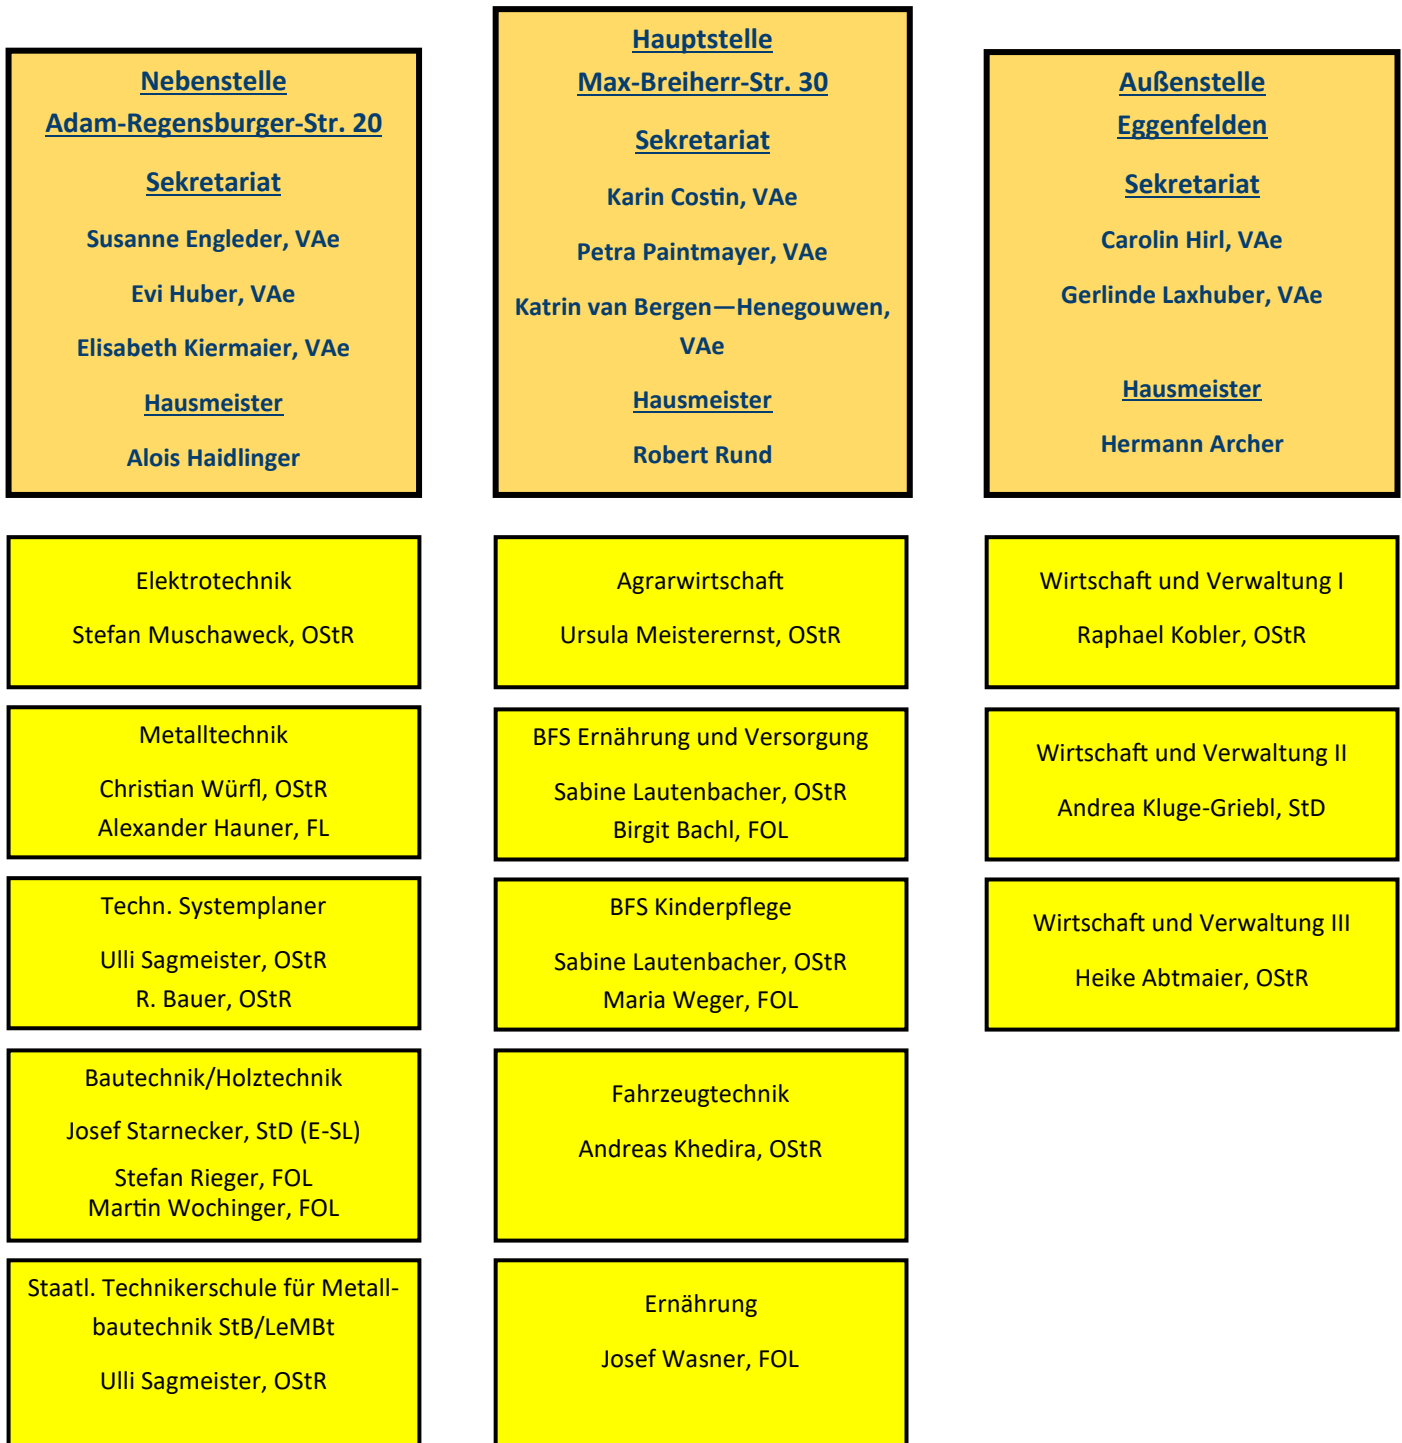 Nebenstelle
Adam-Regensburger-Str. 20
Sekretariat
Susanne Engleder, VAe
Evi Huber, VAe
Elisabeth Kiermaier, VAe
Hausmeister
Alois Haidlinger
Hauptstelle
Max-Breiherr-Str. 30
Sekretariat
Karin Costin, VAe
Petra Paintmayer, VAe
Katrin van Bergen—Henegouwen,
VAe
Hausmeister
Robert Rund
Außenstelle
Eggenfelden
Sekretariat
Carolin Hirl, VAe
Gerlinde Laxhuber, VAe
Hausmeister
Hermann Archer
Elektrotechnik
Stefan Muschaweck, OStR
Metalltechnik
Christian Würfl, OStR
Alexander Hauner, FL
Techn. Systemplaner
Ulli Sagmeister, OStR
R. Bauer, OStR
Bautechnik/Holztechnik
Josef Starnecker, StD (E-SL)
Stefan Rieger, FOL
Martin Wochinger, FOL
Staatl. Technikerschule für Metall-
bautechnik StB/LeMBt
Ulli Sagmeister, OStR
Agrarwirtschaft
Ursula Meisterernst, OStR
BFS Ernährung und Versorgung
Sabine Lautenbacher, OStR
Birgit Bachl, FOL
BFS Kinderpflege
Sabine Lautenbacher, OStR
Maria Weger, FOL
Fahrzeugtechnik
Andreas Khedira, OStR
Ernährung
Josef Wasner, FOL
Wirtschaft und Verwaltung I
Raphael Kobler, OStR
Wirtschaft und Verwaltung II
Andrea Kluge-Griebl, StD
Wirtschaft und Verwaltung III
Heike Abtmaier, OStR